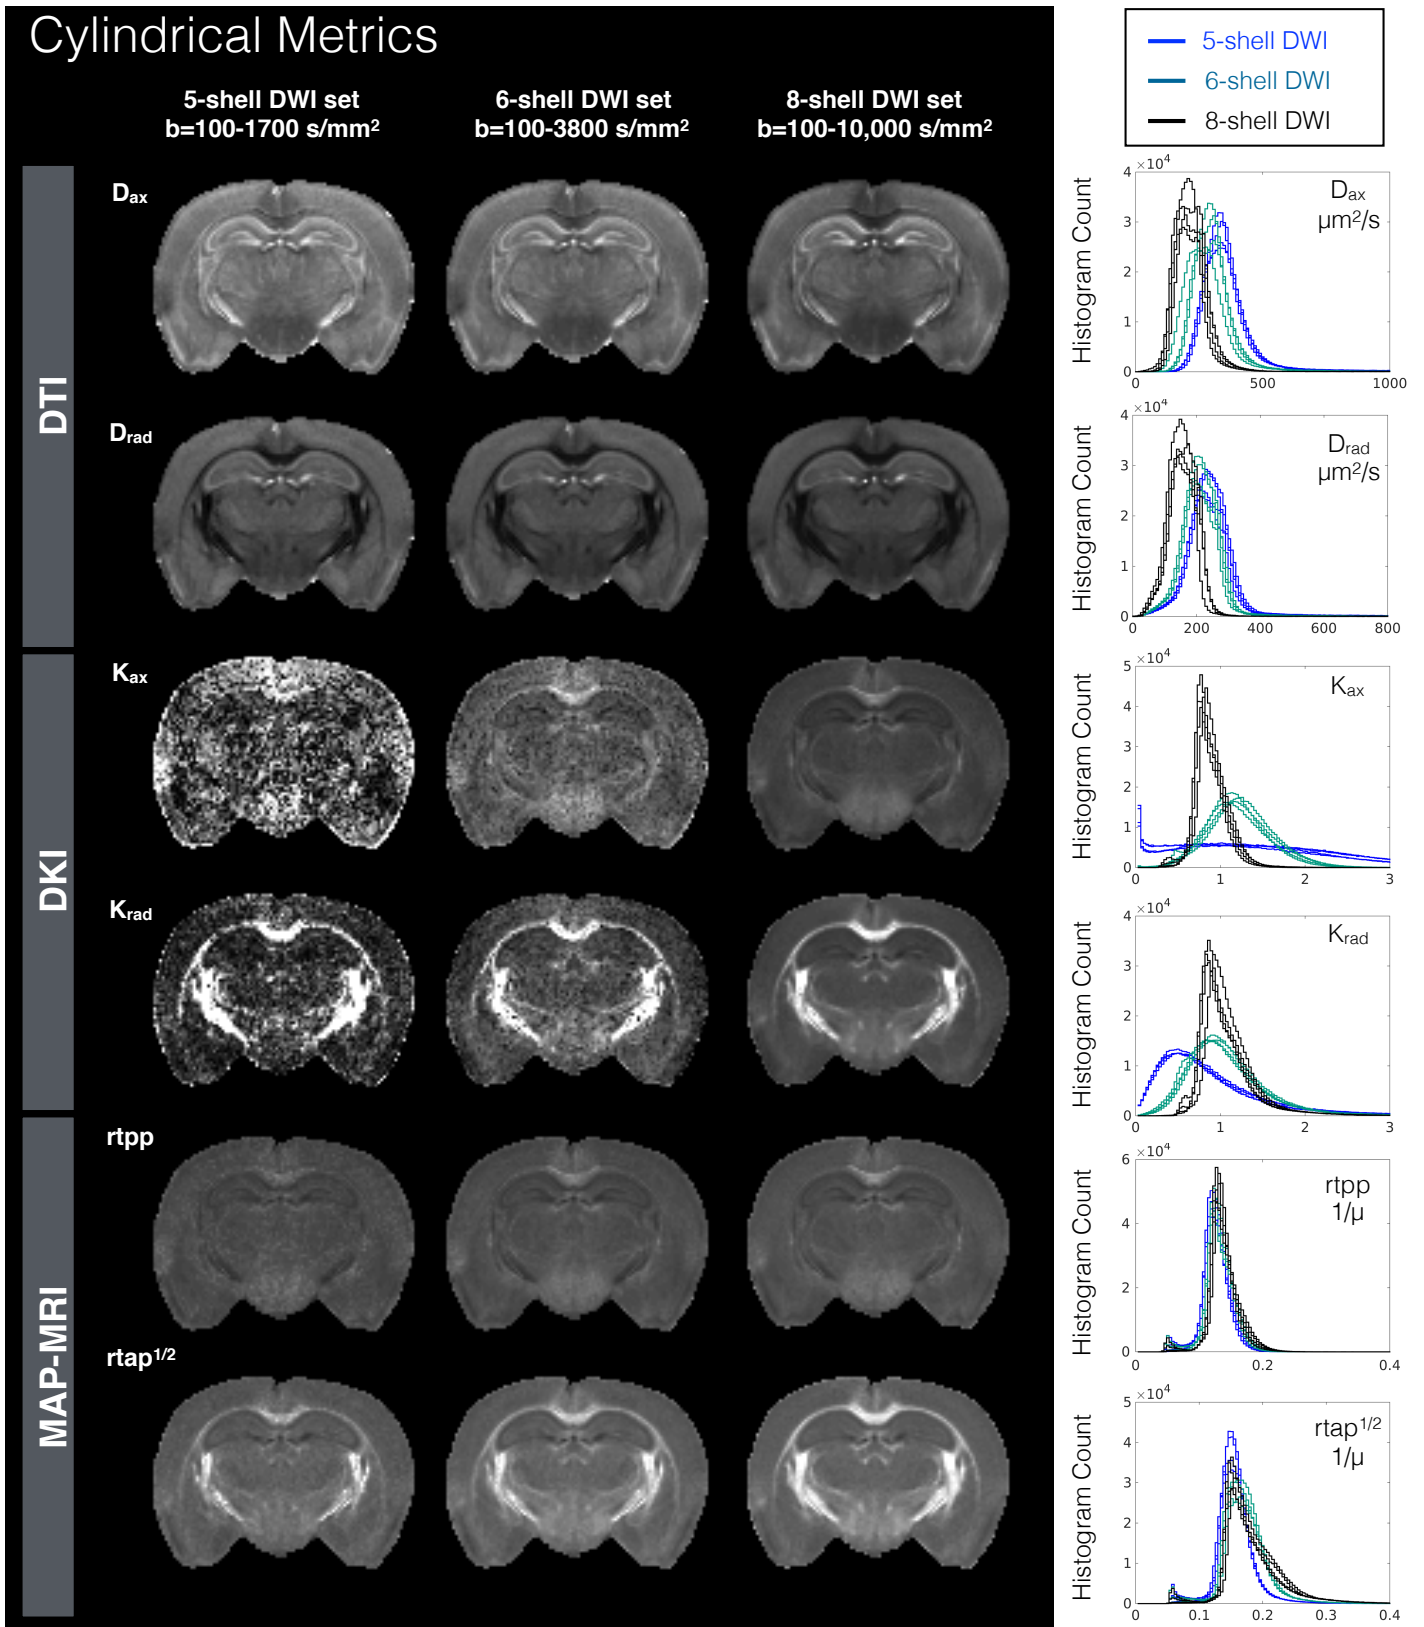 Cylindrical Metrics
5-shell DWI set
b=100-1700 s/mm²
6-shell DWI set
b=100-3800 s/mm²
8-shell DWI set
b=100-10,000 s/mm²
5-shell DWI
6-shell DWI
8-shell DWI
DTI
Dax
Drad
DKI
Kax
Krad
MAP-MRI
rtpp
rtap1/2
×10⁴
Histogram Count
Dax
µm²/s
4
3
2
1
0
0 500 1000
×10⁴
Histogram Count
Drad
µm²/s
4
3
2
1
0
0 200 400 600 800
×10⁴
Histogram Count
Kax
5
4
3
2
1
0
0 1 2 3
×10⁴
Histogram Count
Krad
4
3
2
1
0
0 1 2 3
×10⁴
Histogram Count
rtpp
1/µ
6
4
2
0
0 0.2 0.4
×10⁴
Histogram Count
rtap1/2
1/µ
5
4
3
2
1
0
0 0.1 0.2 0.3 0.4